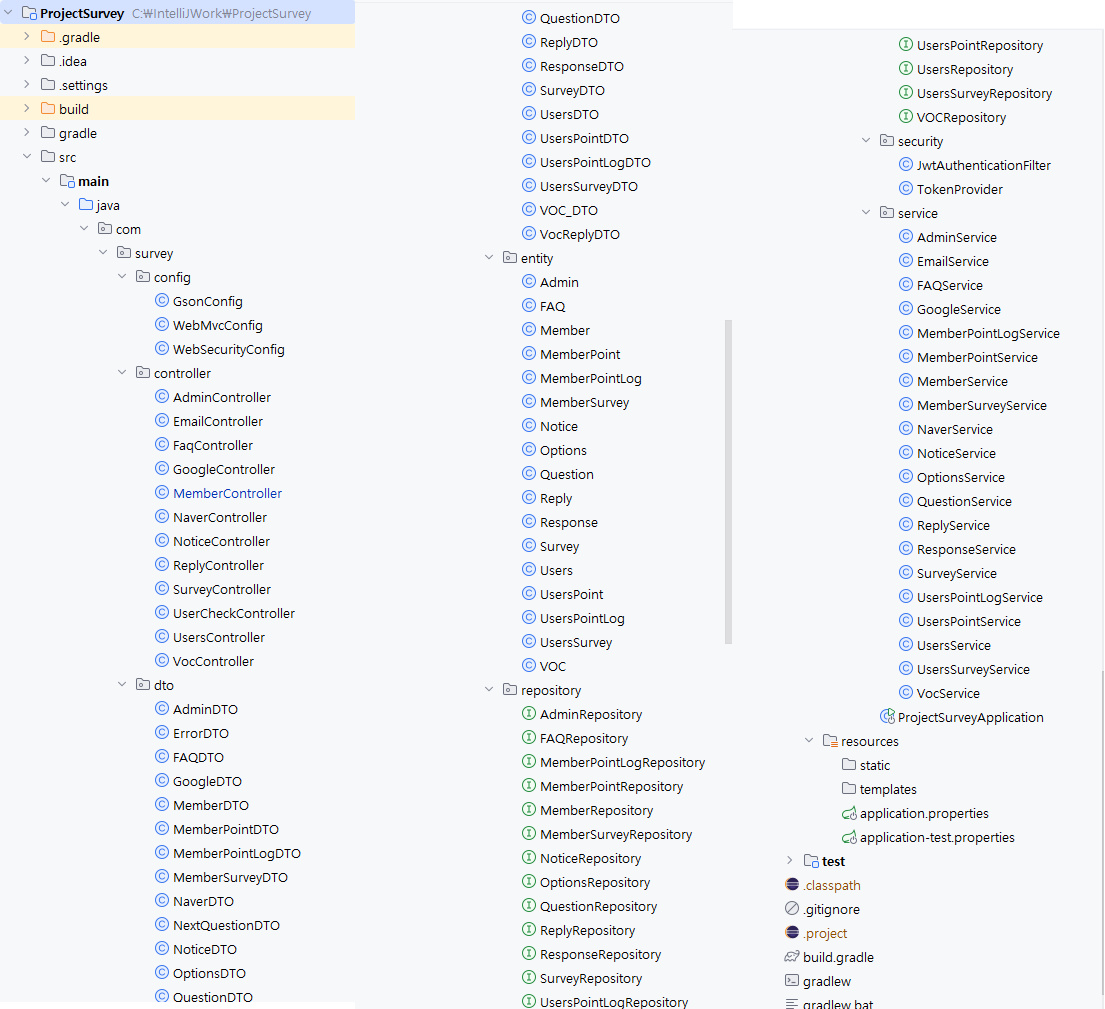 ProjectSurvey C:₩IntelliJWork₩ProjectSurvey
.gradle
.idea
.settings
build
gradle
src
main
java
com
survey
config
GsonConfig
WebMvcConfig
WebSecurityConfig
controller
AdminController
EmailController
FaqController
GoogleController
MemberController
NaverController
NoticeController
ReplyController
SurveyController
UserCheckController
UsersController
VocController
dto
AdminDTO
ErrorDTO
FAQDTO
GoogleDTO
MemberDTO
MemberPointDTO
MemberPointLogDTO
MemberSurveyDTO
NaverDTO
NextQuestionDTO
NoticeDTO
OptionsDTO
QuestionDTO
QuestionDTO
ReplyDTO
ResponseDTO
SurveyDTO
UsersDTO
UsersPointDTO
UsersPointLogDTO
UsersSurveyDTO
VOC_DTO
VocReplyDTO
entity
Admin
FAQ
Member
MemberPoint
MemberPointLog
MemberSurvey
Notice
Options
Question
Reply
Response
Survey
Users
UsersPoint
UsersPointLog
UsersSurvey
VOC
repository
AdminRepository
FAQRepository
MemberPointLogRepository
MemberPointRepository
MemberRepository
MemberSurveyRepository
NoticeRepository
OptionsRepository
QuestionRepository
ReplyRepository
ResponseRepository
SurveyRepository
UsersPointLogRepository
UsersPointRepository
UsersRepository
UsersSurveyRepository
VOCRepository
security
JwtAuthenticationFilter
TokenProvider
service
AdminService
EmailService
FAQService
GoogleService
MemberPointLogService
MemberPointService
MemberService
MemberSurveyService
NaverService
NoticeService
OptionsService
QuestionService
ReplyService
ResponseService
SurveyService
UsersPointLogService
UsersPointService
UsersService
UsersSurveyService
VocService
ProjectSurveyApplication
resources
static
templates
application.properties
application-test.properties
test
.classpath
.gitignore
.project
build.gradle
gradlew
gradlew.bat